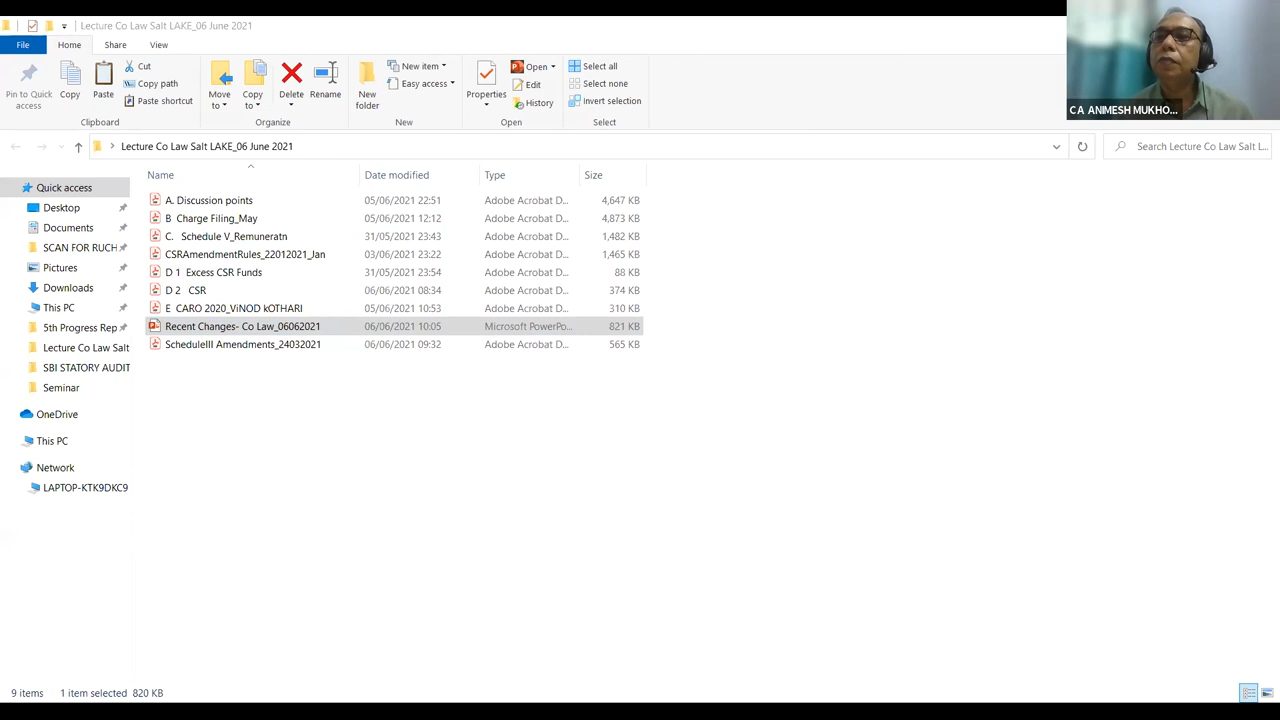 Lecture Co Law Salt LAKE_06 June 2021
File Home Share View
Pin to Quick access
Copy
Paste
Cut
Copy path
Paste shortcut
Clipboard
Move to
Copy to
Delete
Rename
Organize
New folder
New item
Easy access
New
Properties
Open
Edit
History
Open
Select all
Select none
Invert selection
Select
CA ANIMESH MUKHO...
Lecture Co Law Salt LAKE_06 June 2021
Search Lecture Co Law Salt L...
Quick access
Desktop
Documents
SCAN FOR RUCH
Pictures
Downloads
This PC
5th Progress Rep
Lecture Co Law Salt
SBI STATORY AUDIT
Seminar
OneDrive
This PC
Network
LAPTOP-KTK9DKC9
Name Date modified Type Size
A. Discussion points 05/06/2021 22:51 Adobe Acrobat D... 4,647 KB
B Charge Filing_May 05/06/2021 12:12 Adobe Acrobat D... 4,873 KB
C. Schedule V_Remuneratn 31/05/2021 23:43 Adobe Acrobat D... 1,482 KB
CSRAmendmentRules_22012021_Jan 03/06/2021 23:22 Adobe Acrobat D... 1,465 KB
D 1 Excess CSR Funds 31/05/2021 23:54 Adobe Acrobat D... 88 KB
D 2 CSR 06/06/2021 08:34 Adobe Acrobat D... 374 KB
E CARO 2020_ViNOD kOTHARI 05/06/2021 10:53 Adobe Acrobat D... 310 KB
Recent Changes- Co Law_06062021 06/06/2021 10:05 Microsoft PowerPo... 821 KB
ScheduleIII Amendments_24032021 06/06/2021 09:32 Adobe Acrobat D... 565 KB
9 items 1 item selected 820 KB